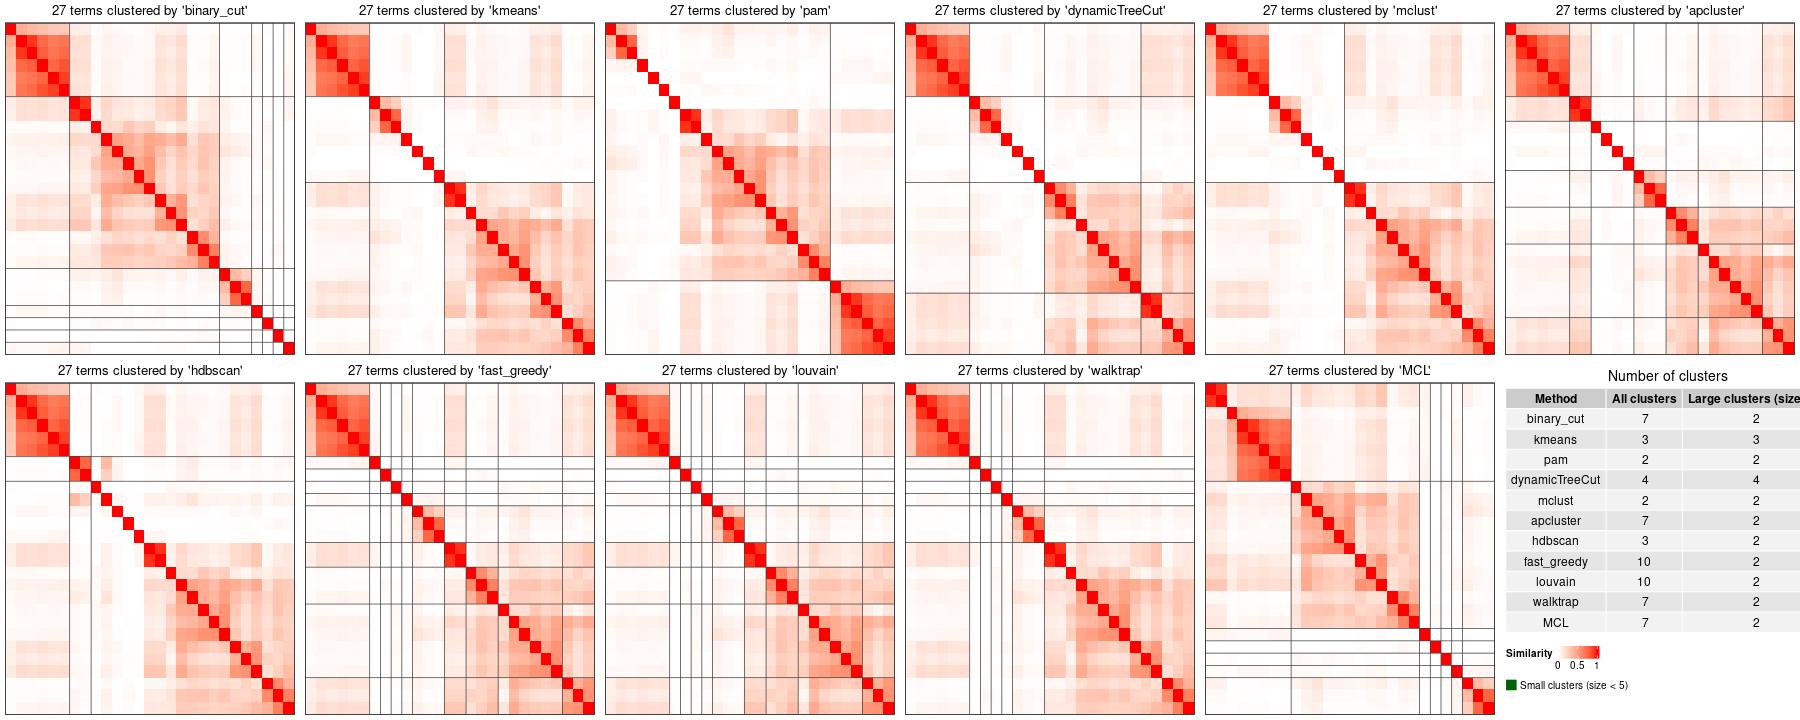 27 terms clustered by 'binary_cut'
27 terms clustered by 'kmeans'
27 terms clustered by 'pam'
27 terms clustered by 'dynamicTreeCut'
27 terms clustered by 'mclust'
27 terms clustered by 'apcluster'
27 terms clustered by 'hdbscan'
27 terms clustered by 'fast_greedy'
27 terms clustered by 'louvain'
27 terms clustered by 'walktrap'
27 terms clustered by 'MCL'
Number of clusters
Method All clusters Large clusters (size
binary_cut 7 2
kmeans 3 3
pam 2 2
dynamicTreeCut 4 4
mclust 2 2
apcluster 7 2
hdbscan 3 2
fast_greedy 10 2
louvain 10 2
walktrap 7 2
MCL 7 2
Similarity
0 0.5 1
Small clusters (size < 5)